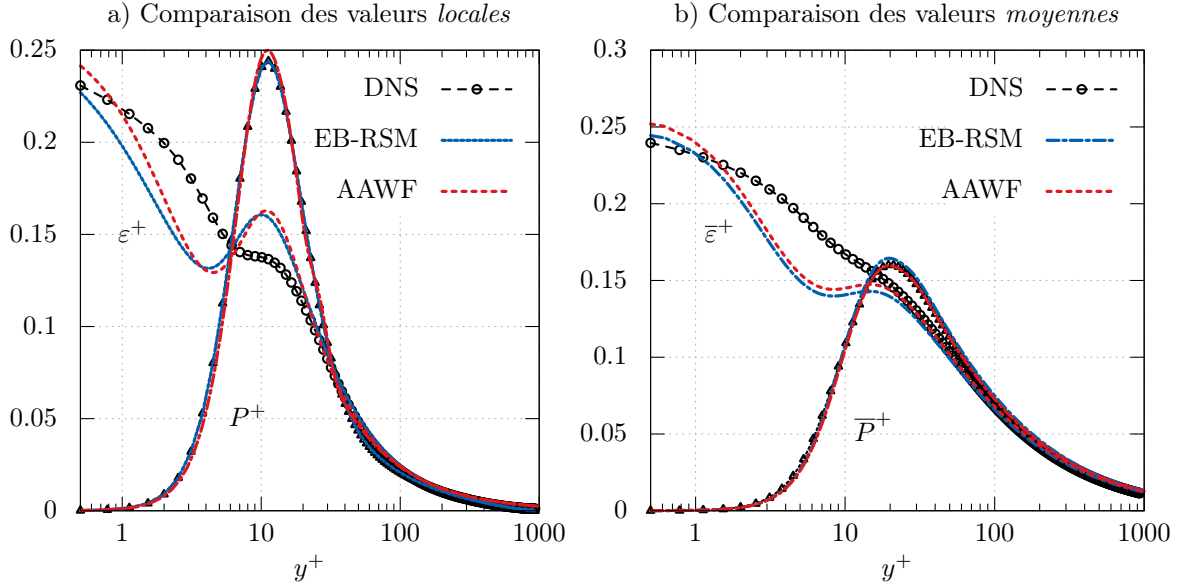 a) Comparaison des valeurs locales
0.25
0.2
0.15
0.1
0.05
0
1
10
100
1000
y⁺
DNS
EB-RSM
AAWF
ε⁺
P⁺
b) Comparaison des valeurs moyennes
0.3
0.25
0.2
0.15
0.1
0.05
0
1
10
100
1000
y⁺
DNS
EB-RSM
AAWF
ε̅⁺
P̅⁺